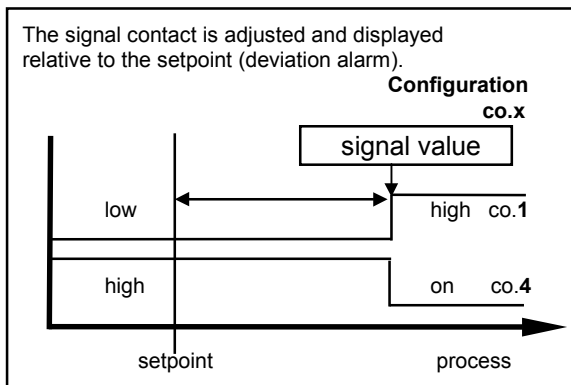 The signal contact is adjusted and displayed
relative to the setpoint (deviation alarm).
Configuration
co.x
signal value
low high co.1
high on co.4
setpoint process